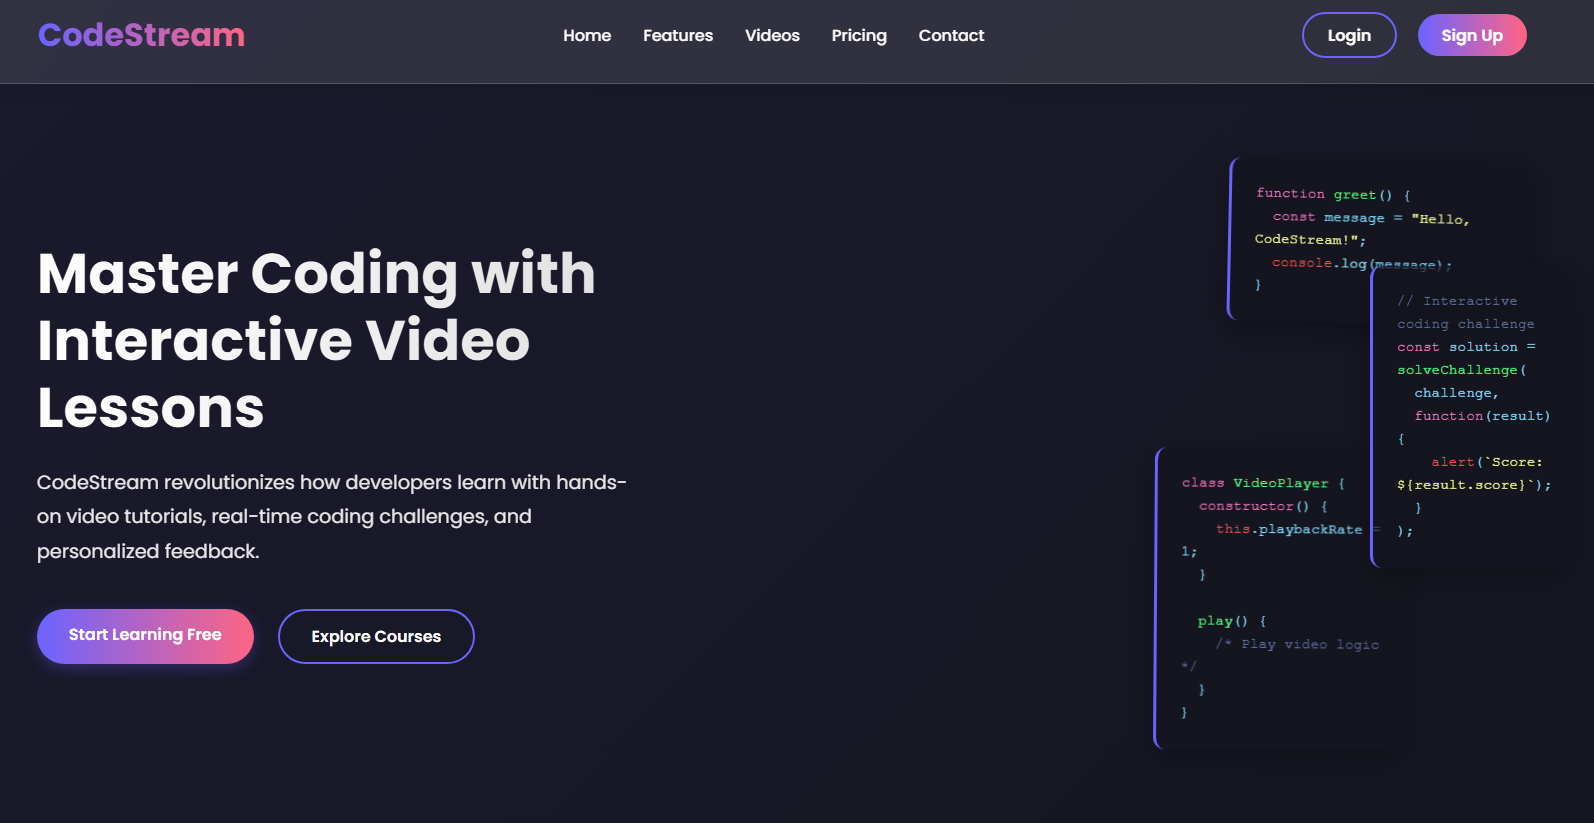 CodeStream
Home Features Videos Pricing Contact
Login Sign Up
Master Coding with
Interactive Video
Lessons
CodeStream revolutionizes how developers learn with hands-
on video tutorials, real-time coding challenges, and
personalized feedback.
Start Learning Free Explore Courses
function greet() {
const message = "Hello,
CodeStream!";
console.log(message);
}
// Interactive
coding challenge
const solution =
solveChallenge(
challenge,
function(result)
{
alert(`Score:
${result.score}`);
}
);
class VideoPlayer {
constructor() {
this.playbackRate =
1;
}
play() {
/* Play video logic
*/
}
}